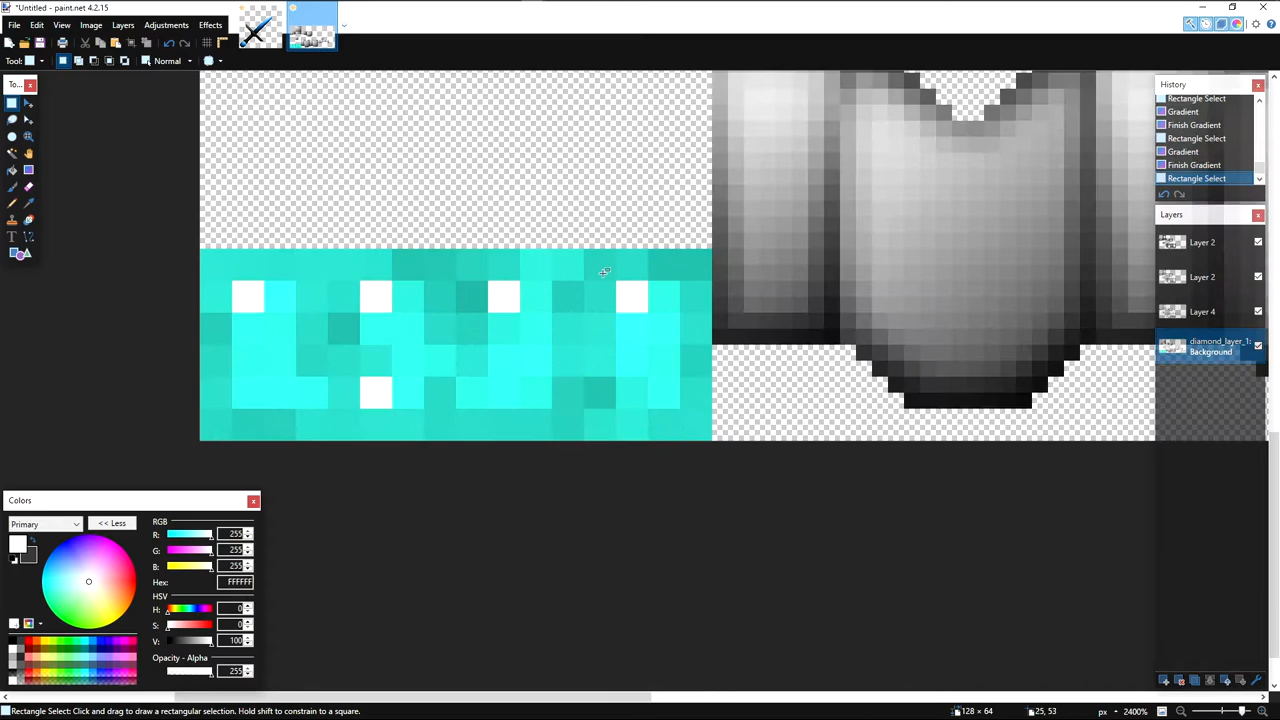 "Untitled - paint.net 4.2.15
File Edit View Image Layers Adjustments Effects
Tool: Normal
To...
History
Rectangle Select
Gradient
Finish Gradient
Rectangle Select
Gradient
Finish Gradient
Rectangle Select
Layers
Layer 2
Layer 2
Layer 4
diamond_layer_1:
Background
Colors
Primary
<< Less
RGB
R: 255
G: 255
B: 255
Hex: FFFFFF
HSV
H: 0
S: 0
V: 100
Opacity - Alpha
255
Rectangle Select: Click and drag to draw a rectangular selection. Hold shift to constrain to a square.
128 × 64
25, 53
px
2400%